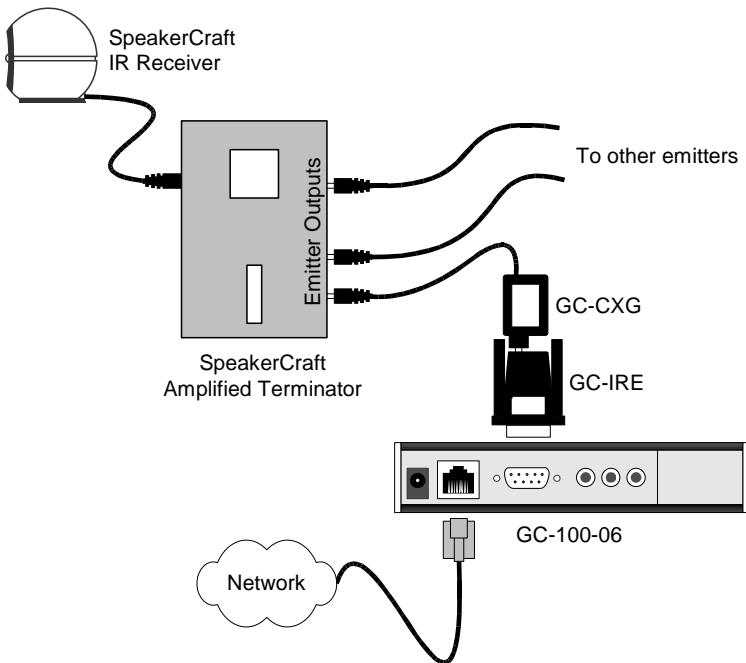 SpeakerCraft
IR Receiver
To other emitters
Emitter Outputs
GC-CXG
SpeakerCraft
Amplified Terminator
GC-IRE
GC-100-06
Network